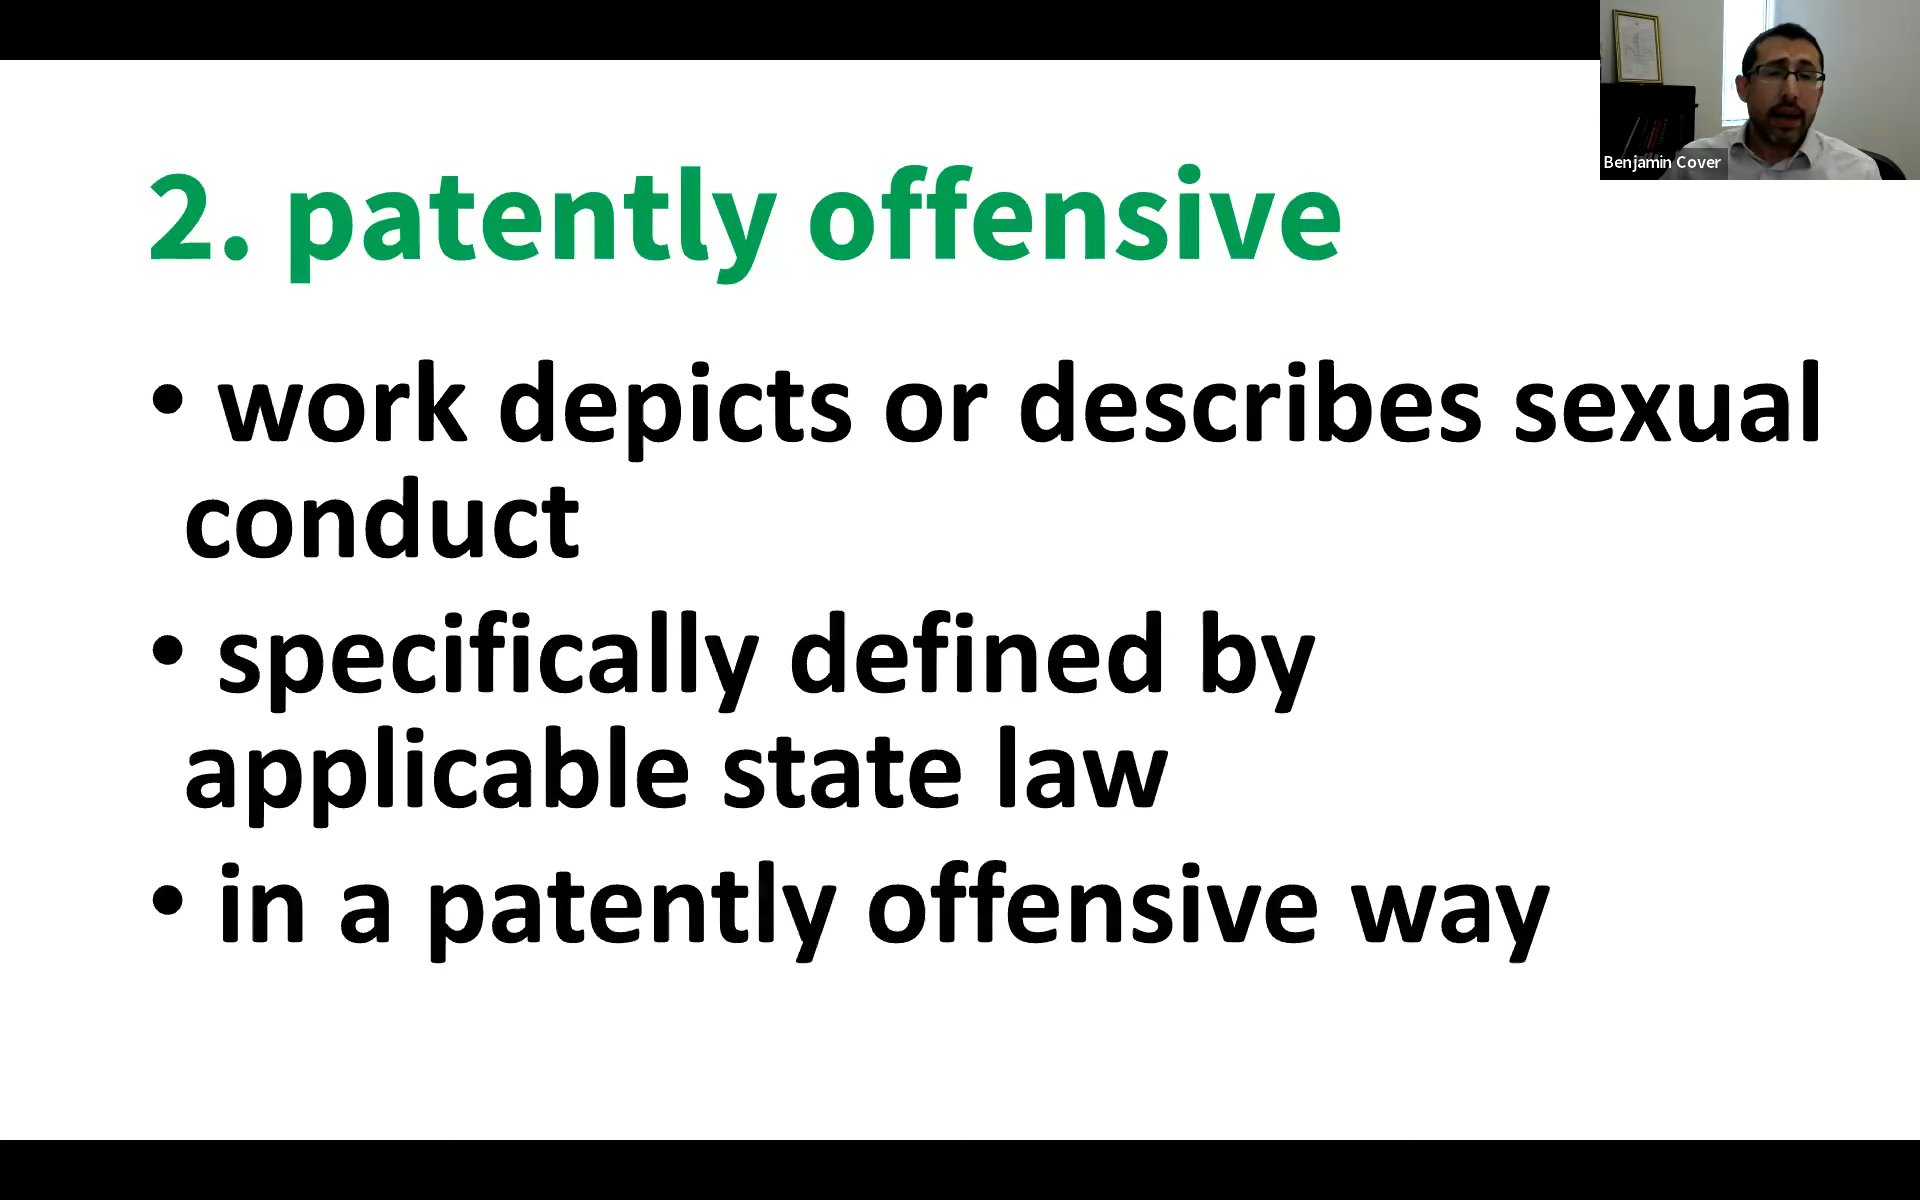 2. patently offensive
• work depicts or describes sexual
conduct
• specifically defined by
applicable state law
• in a patently offensive way
Benjamin Cover